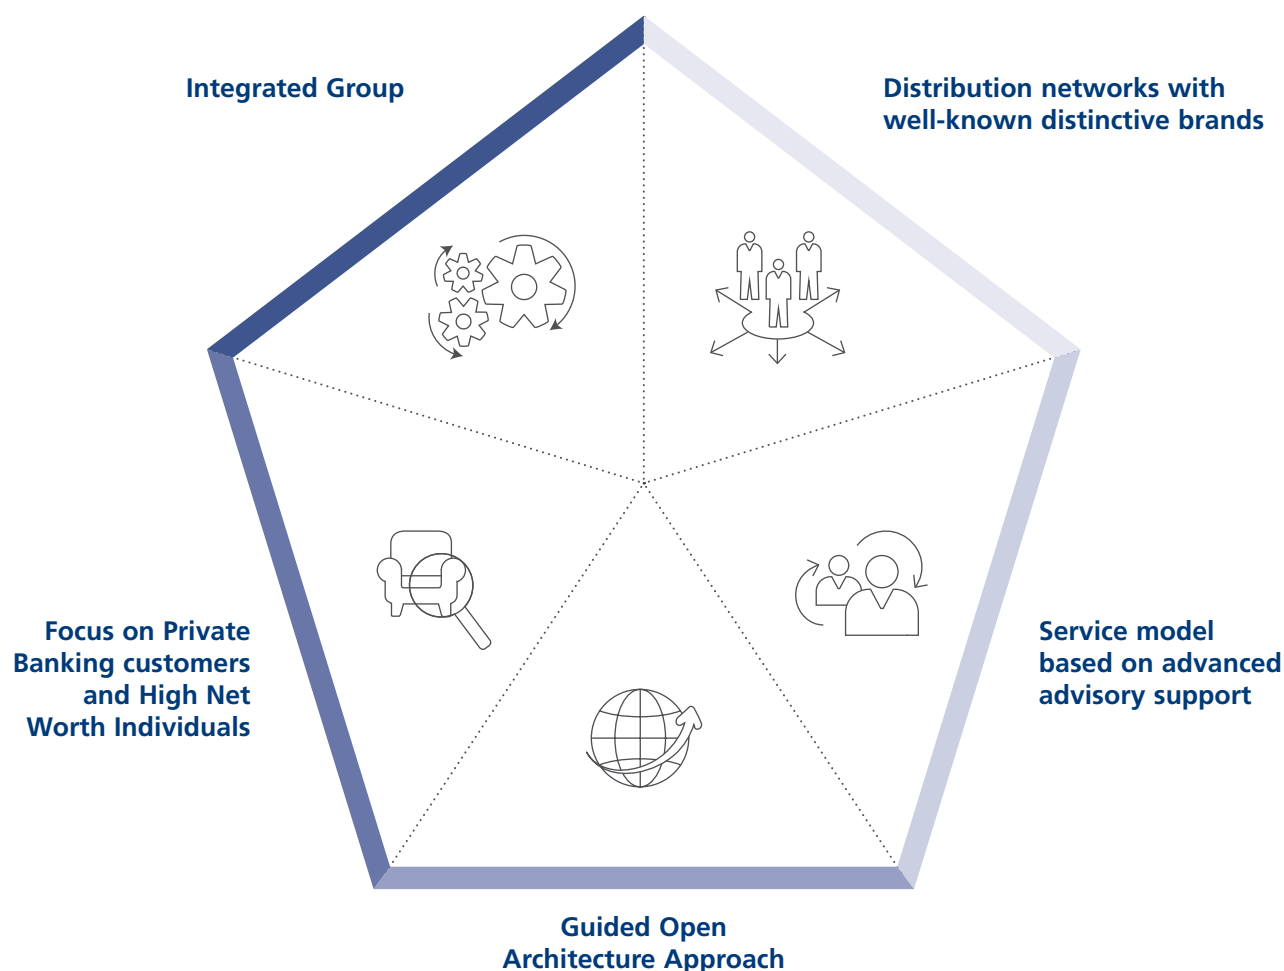 Integrated Group
Distribution networks with
well-known distinctive brands
Service model
based on advanced
advisory support
Guided Open
Architecture Approach
Focus on Private
Banking customers
and High Net
Worth Individuals